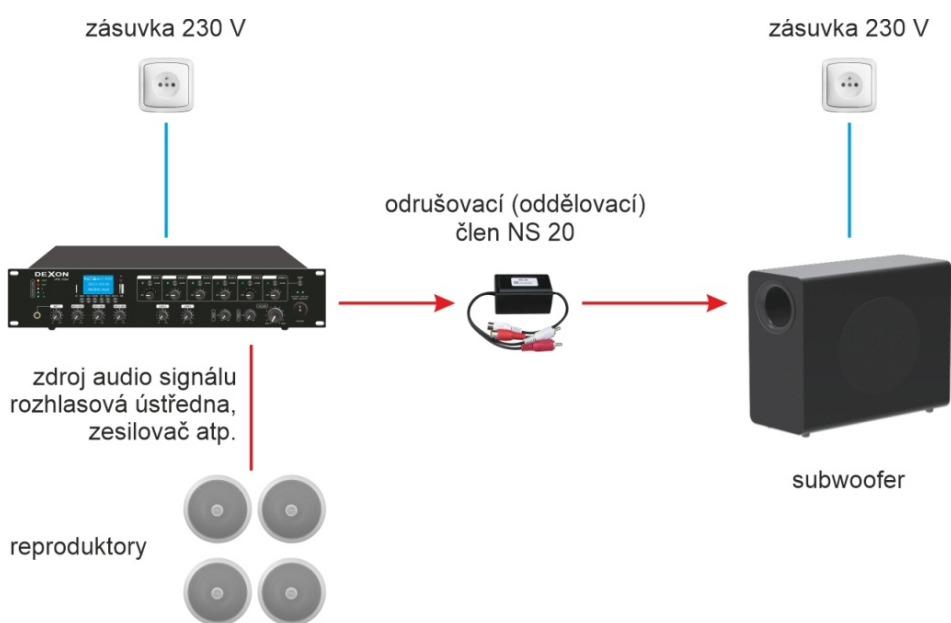 zásuvka 230 V
zásuvka 230 V
odrušovací (oddělovací)
člen NS 20
DEXON
zdroj audio signálu
rozhlasová ústředna,
zesilovač atp.
subwoofer
reproduktory